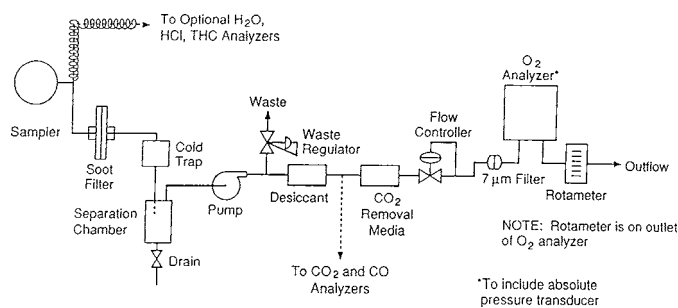 To Optional H₂O,
HCl, THC Analyzers
Sampler
Soot
Filter
Cold
Trap
Separation
Chamber
Drain
Pump
Waste
Waste
Regulator
Desiccant
To CO₂ and CO
Analyzers
CO₂
Removal
Media
Flow
Controller
7 μm Filter
O₂
Analyzer*
Rotameter
Outflow
NOTE: Rotameter is on outlet
of O₂ analyzer
*To include absolute
pressure transducer